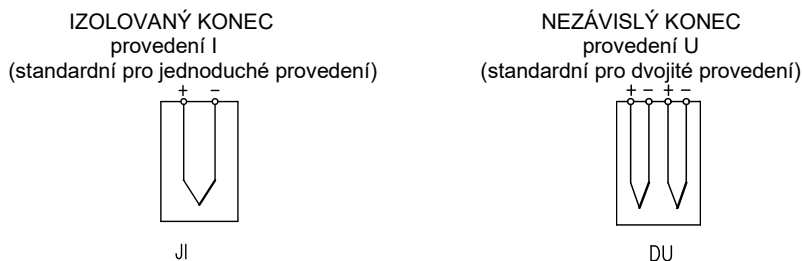 IZOLOVANÝ KONEC
provedení I
(standardní pro jednoduché provedení)
+ −
JI
NEZÁVISLÝ KONEC
provedení U
(standardní pro dvojité provedení)
+ − + −
DU